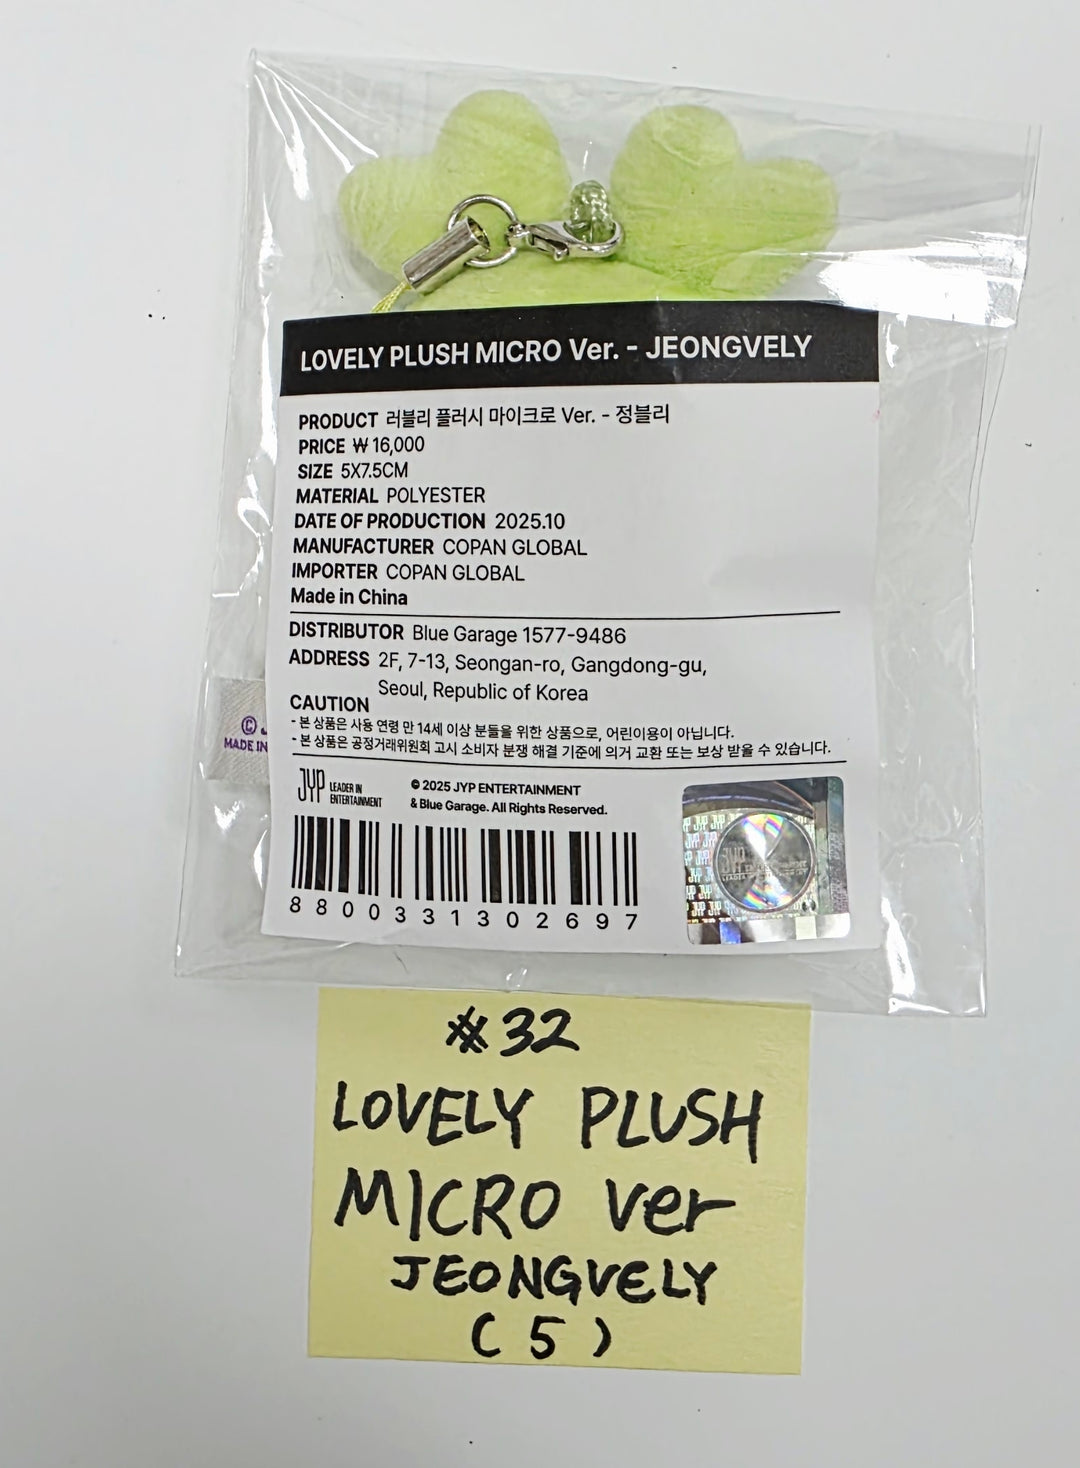 LOVELY PLUSH MICRO Ver. - JEONGVELY
PRODUCT 러블리 플러시 마이크로 Ver. - 정블리
PRICE ₩ 16,000
SIZE 5X7.5CM
MATERIAL POLYESTER
DATE OF PRODUCTION 2025.10
MANUFACTURER COPAN GLOBAL
IMPORTER COPAN GLOBAL
Made in China
DISTRIBUTOR Blue Garage 1577-9486
ADDRESS 2F, 7-13, Seongan-ro, Gangdong-gu,
Seoul, Republic of Korea
CAUTION
- 본 상품은 사용 연령 만 14세 이상 분들을 위한 상품으로, 어린이용이 아닙니다.
- 본 상품은 공정거래위원회 고시 소비자 분쟁 해결 기준에 의거 교환 또는 보상 받을 수 있습니다.
© J
MADE IN
JYP LEADER IN
ENTERTAINMENT
© 2025 JYP ENTERTAINMENT
& Blue Garage. All Rights Reserved.
8800331302697
JYP
#32
LOVELY PLUSH
MICRO Ver
JEONGVELY
(5)